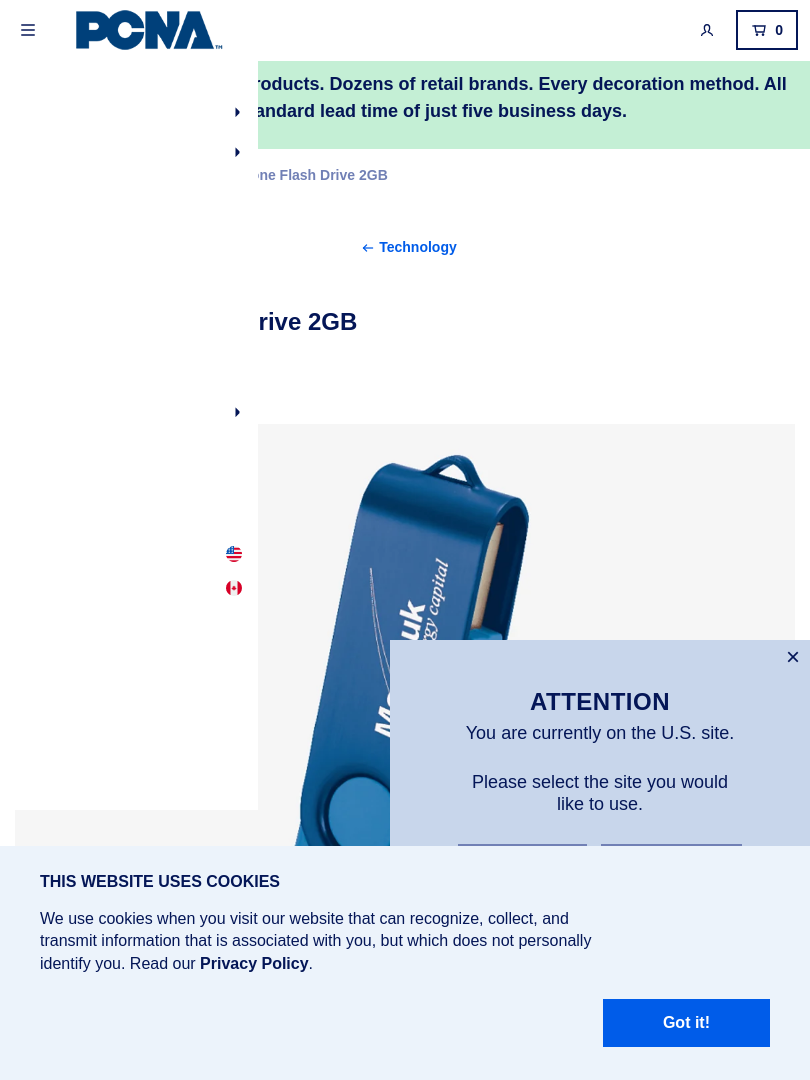 PCNA™
0
roducts. Dozens of retail brands. Every decoration method. All
andard lead time of just five business days.
one Flash Drive 2GB
← Technology
rive 2GB
uk
rgy capital
ATTENTION
You are currently on the U.S. site.
Please select the site you would
like to use.
THIS WEBSITE USES COOKIES
We use cookies when you visit our website that can recognize, collect, and
transmit information that is associated with you, but which does not personally
identify you. Read our Privacy Policy.
Got it!